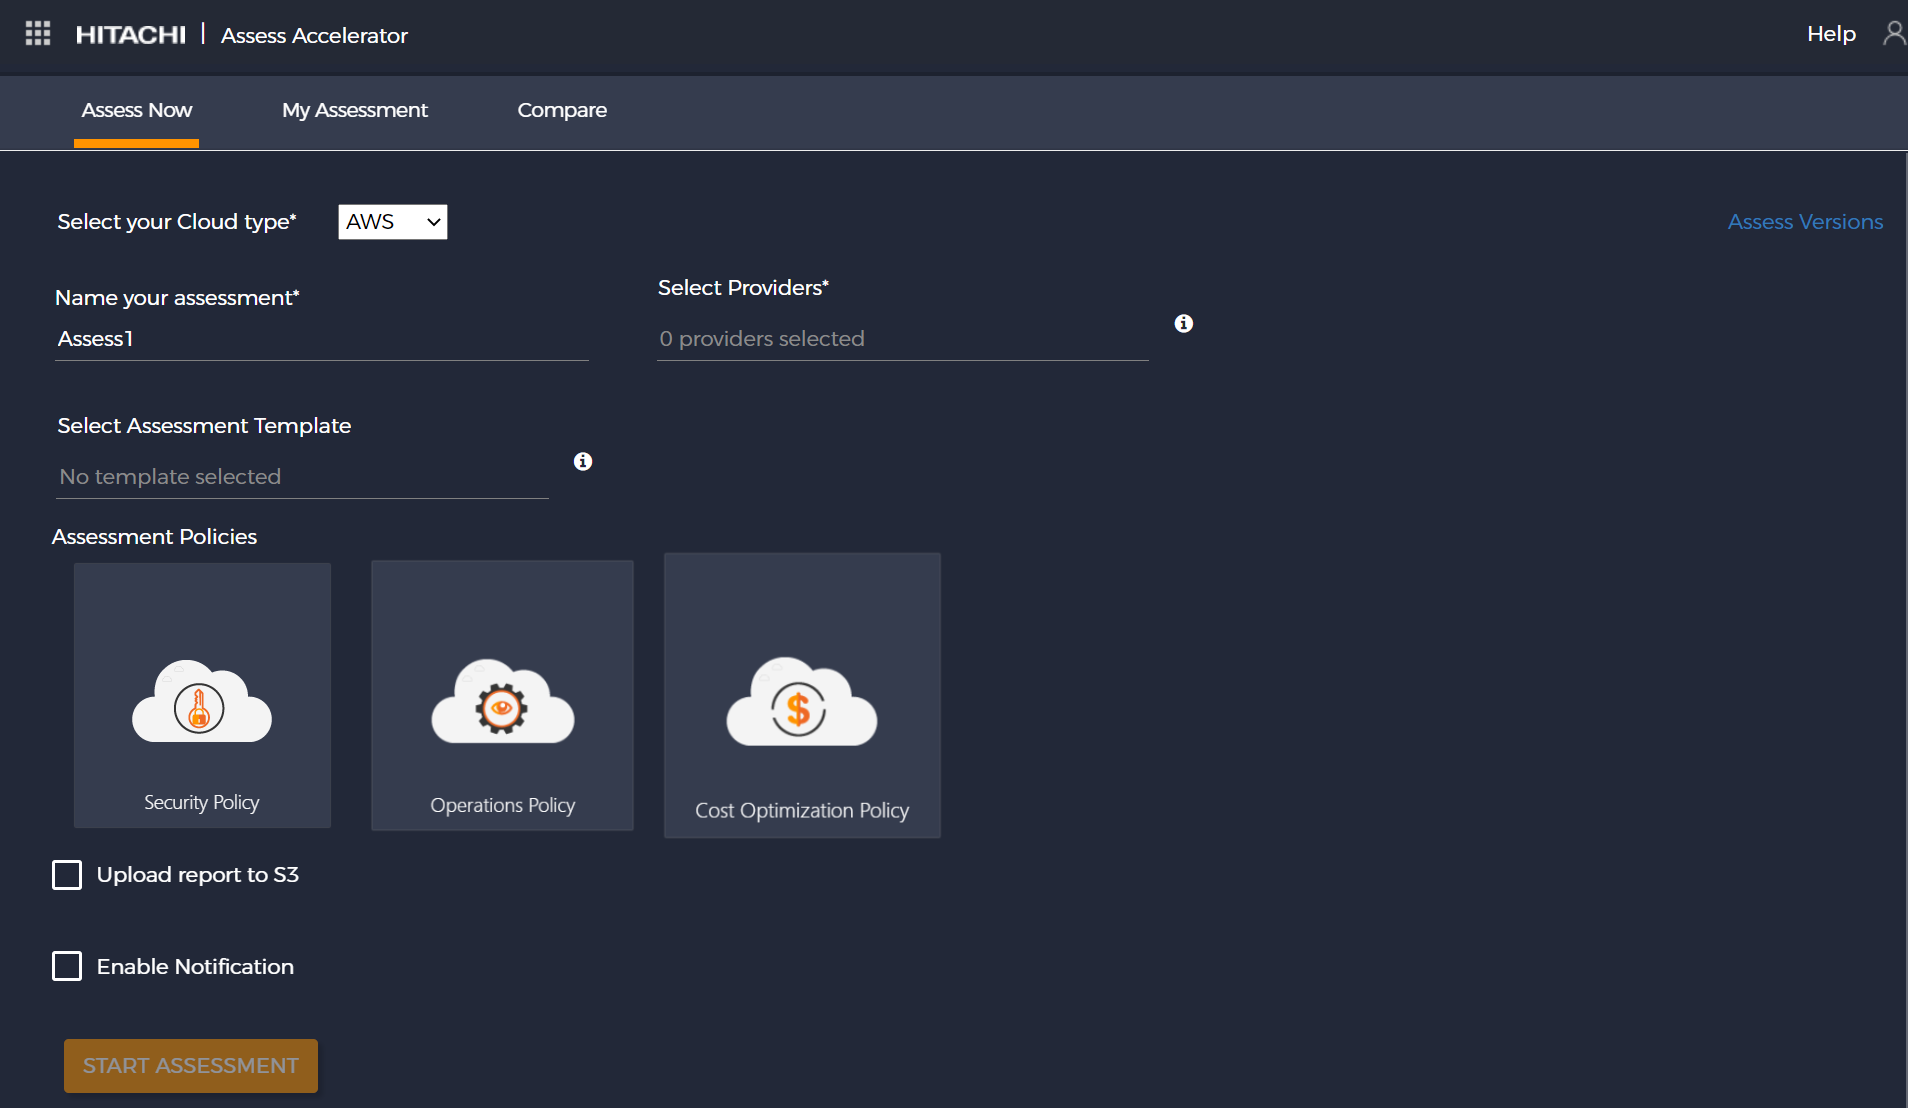 HITACHI | Assess Accelerator
Help
Assess Now
My Assessment
Compare
Select your Cloud type*
AWS
Assess Versions
Name your assessment*
Select Providers*
Assess1
0 providers selected
Select Assessment Template
No template selected
Assessment Policies
Security Policy
Operations Policy
$
Cost Optimization Policy
Upload report to S3
Enable Notification
START ASSESSMENT